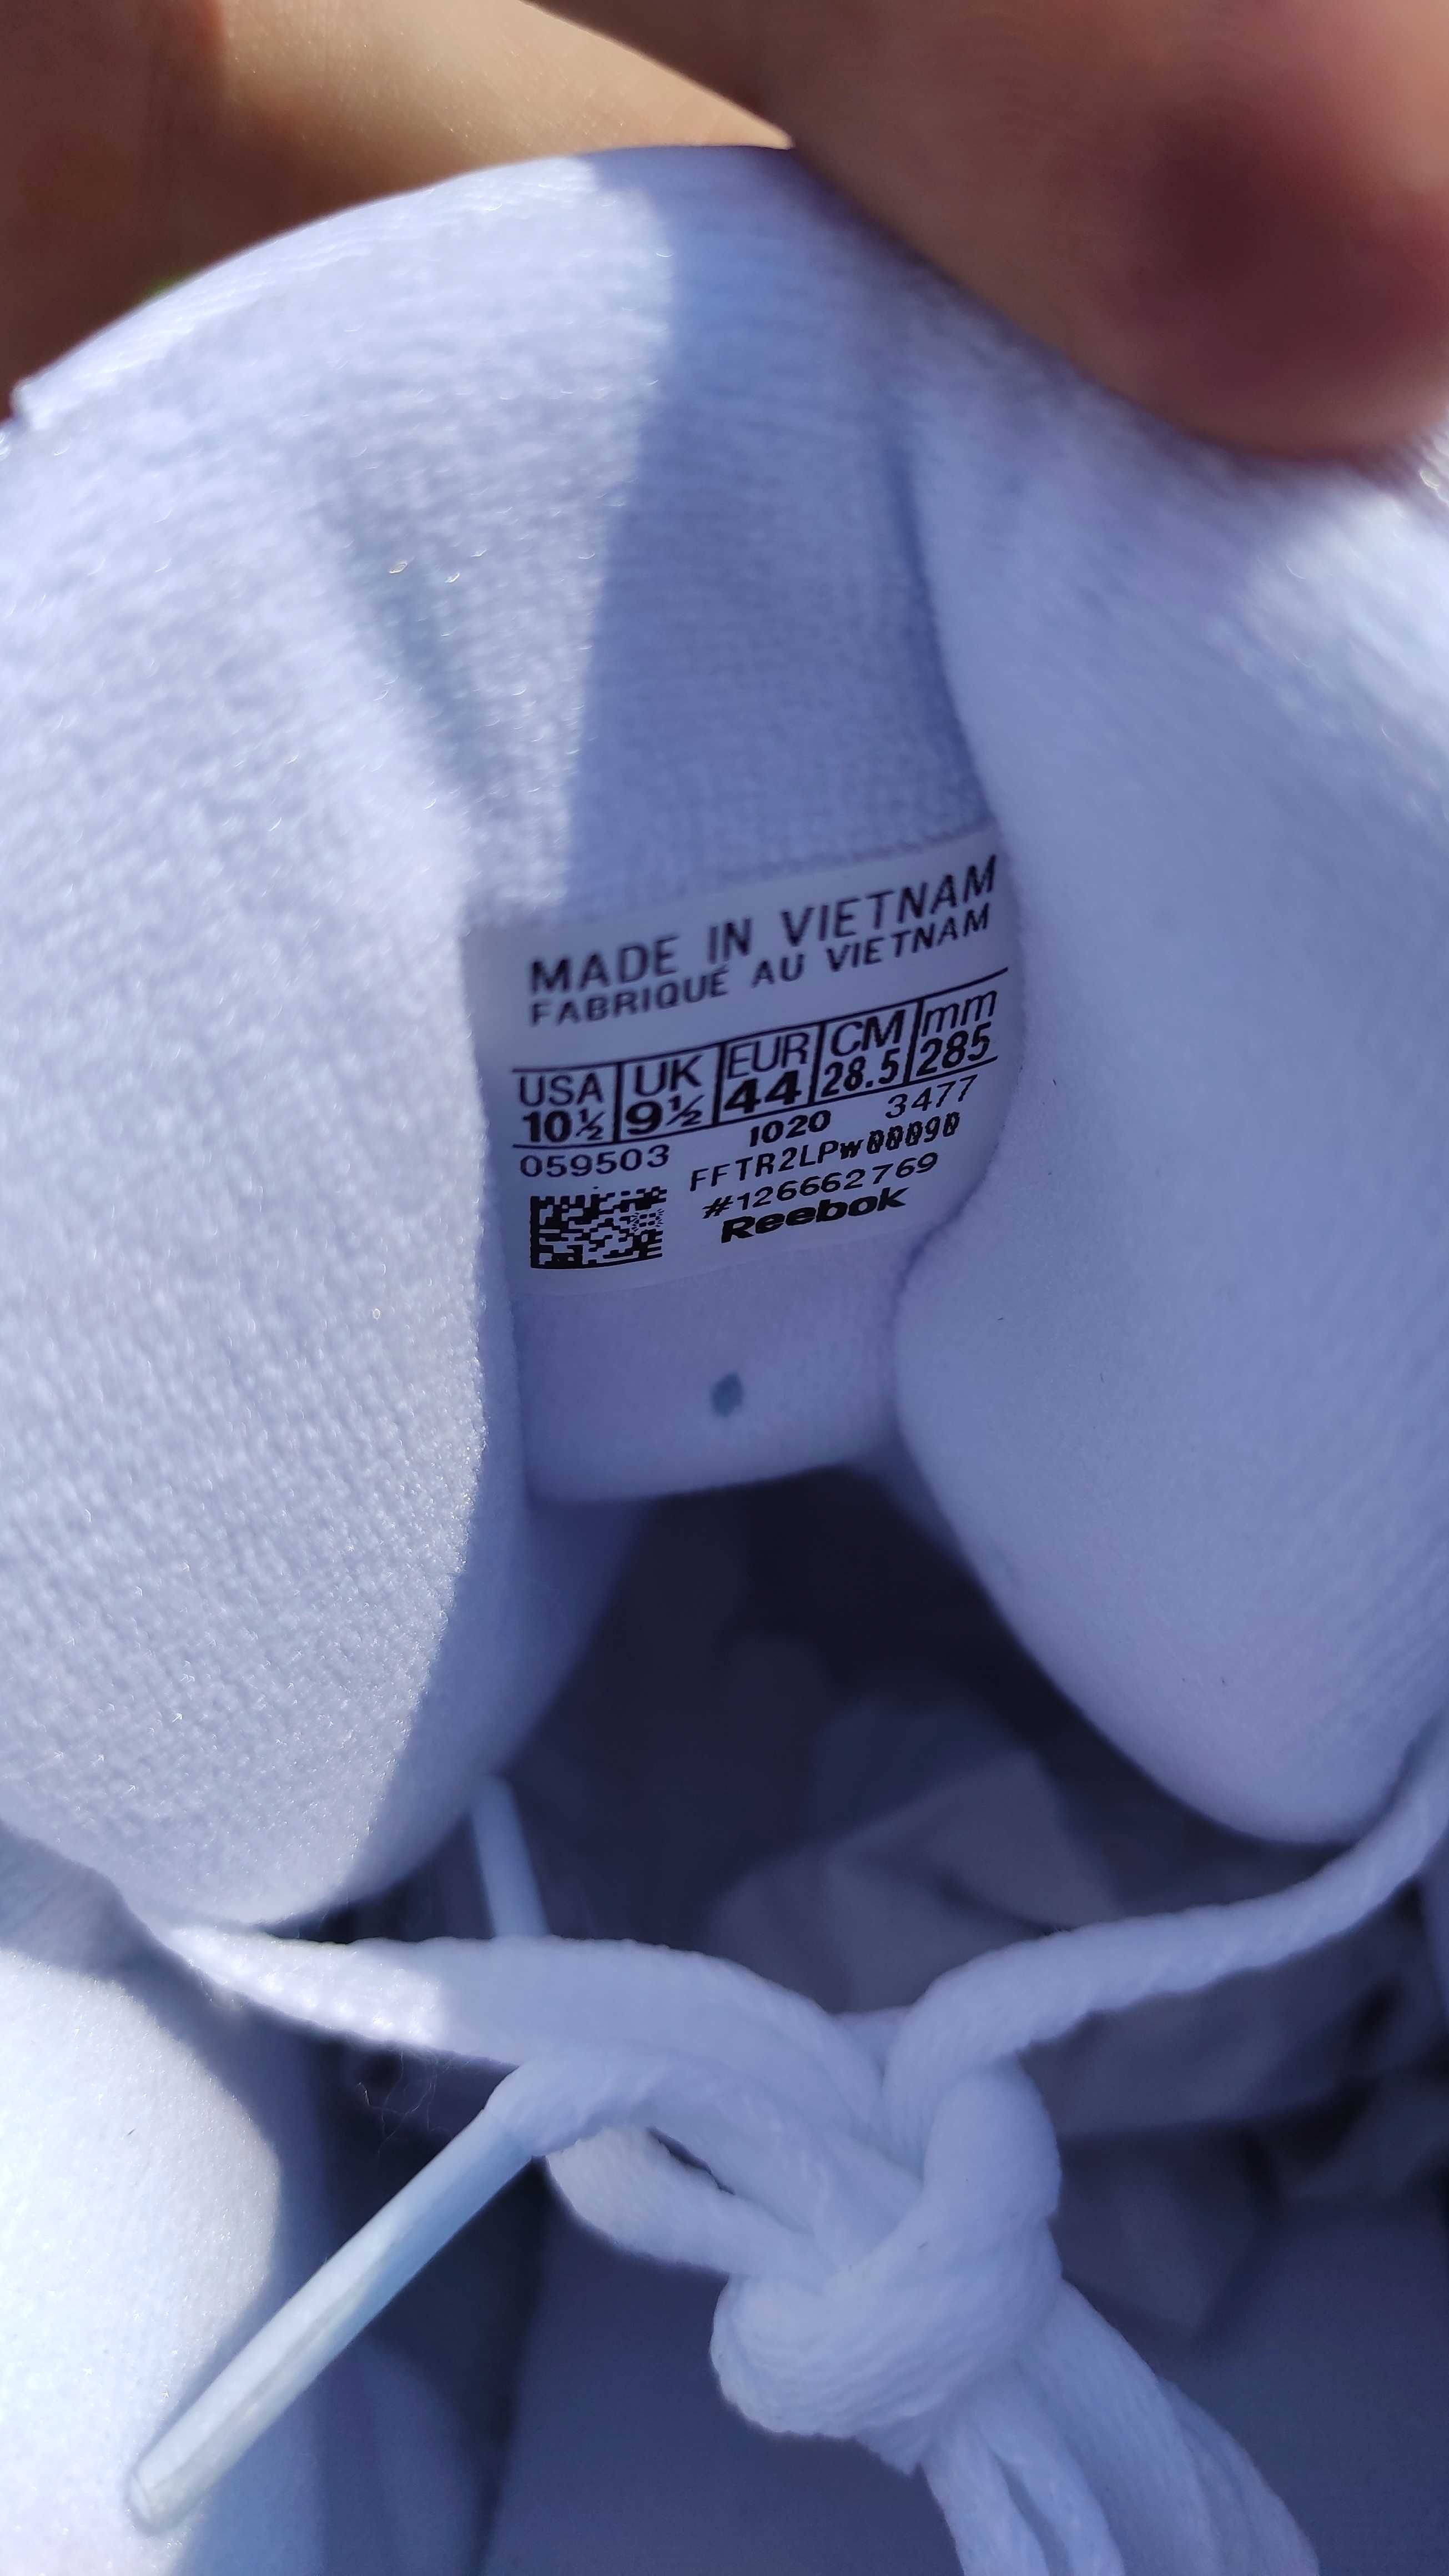 MADE IN VIETNAM
FABRIQUÉ AU VIETNAM
USA UK EUR CM mm
10½ 9½ 44 28.5 285
059503 1020 3477
FFTR2LPW00090
#126662769
Reebok